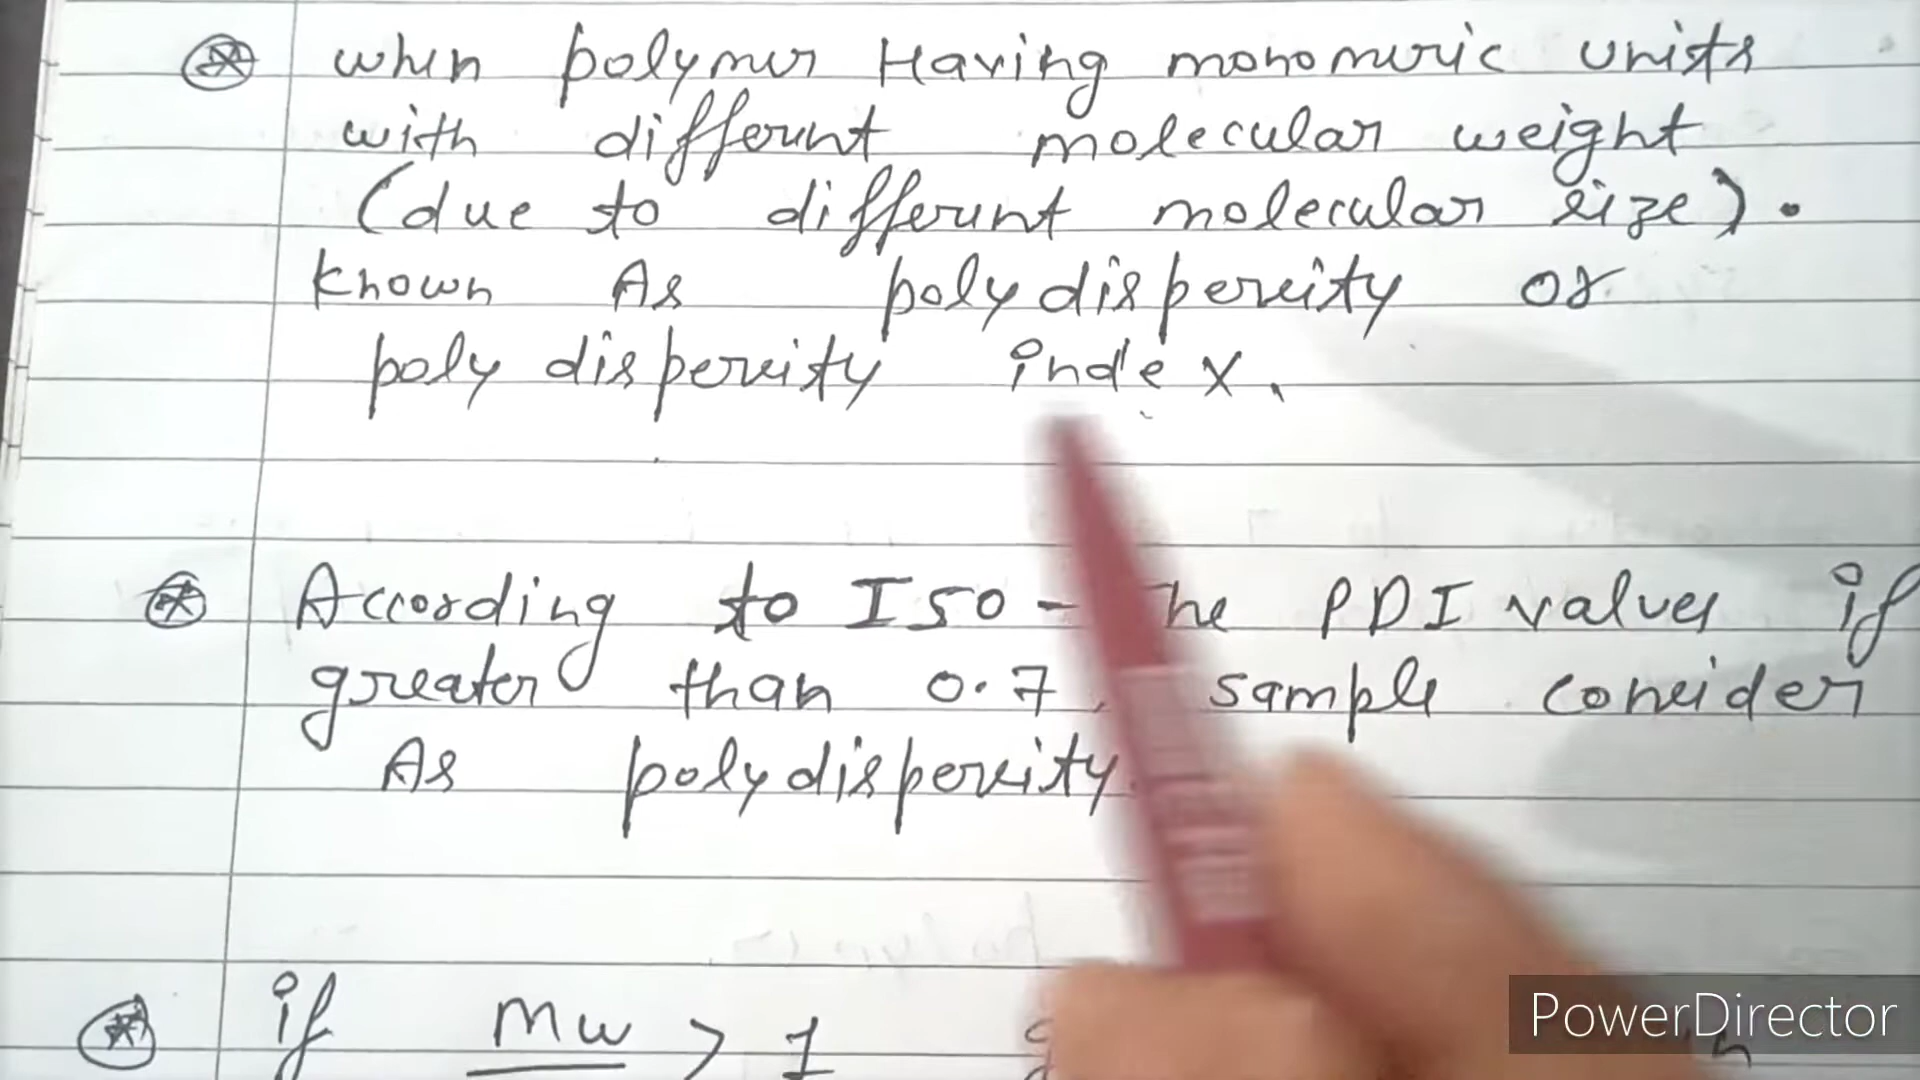 when polymer Having monomeric units
with different molecular weight
(due to different molecular size).
known As polydispersity or
poly dispersity index.
According to ISO - The PDI values if
greater than 0.7, sample consider
As polydispersity.
if Mw > 1
PowerDirector